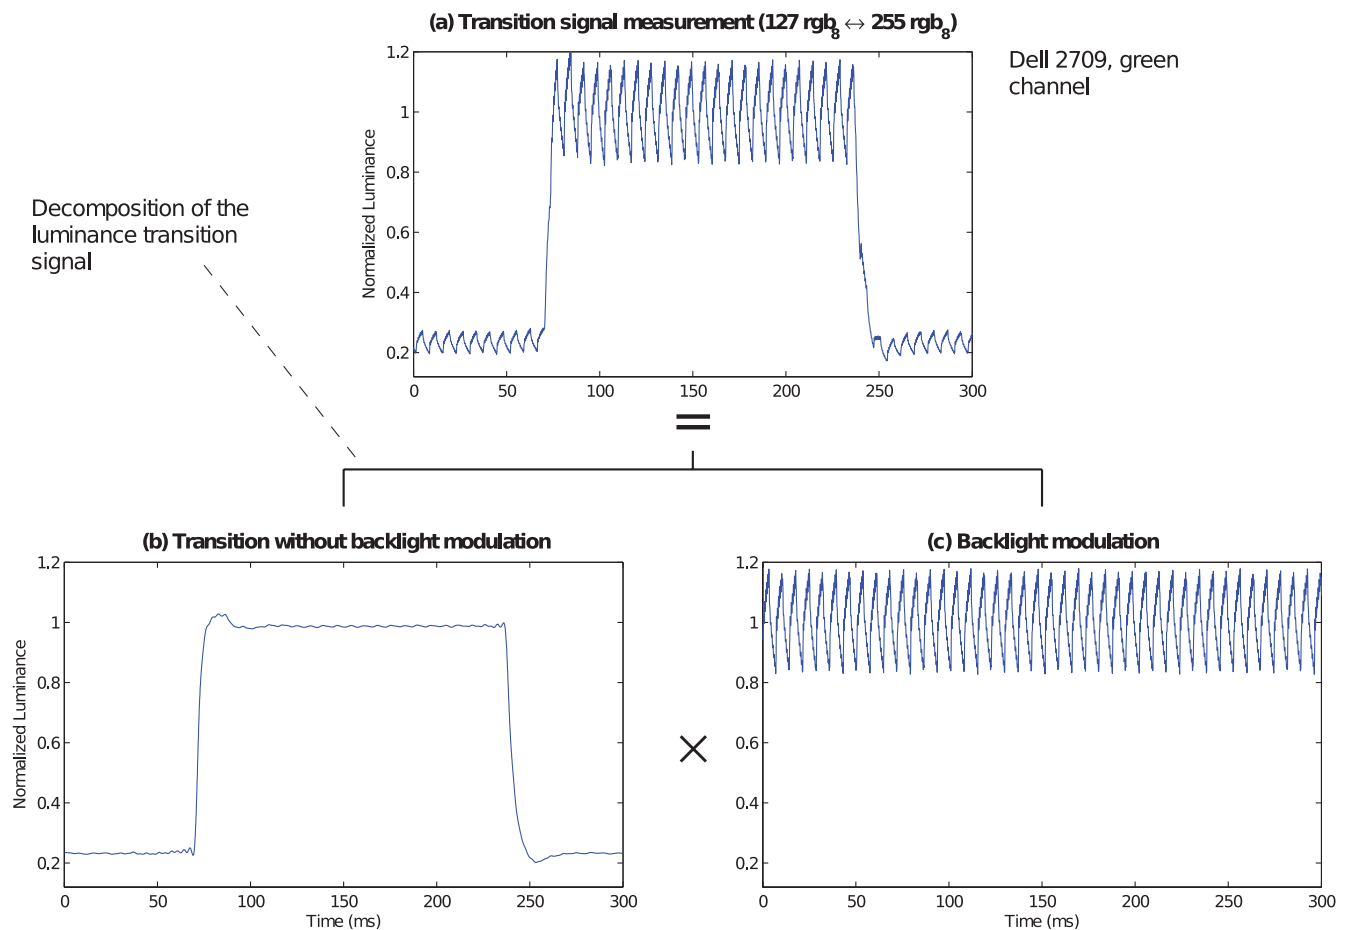 (a) Transition signal measurement (127 rgb8 ↔ 255 rgb8)
Dell 2709, green
channel
Decomposition of the
luminance transition
signal
Normalized Luminance
1.2
1
0.8
0.6
0.4
0.2
0 50 100 150 200 250 300
=
(b) Transition without backlight modulation
Normalized Luminance
1.2
1
0.8
0.6
0.4
0.2
0 50 100 150 200 250 300
Time (ms)
×
(c) Backlight modulation
1.2
1
0.8
0.6
0.4
0.2
0 50 100 150 200 250 300
Time (ms)